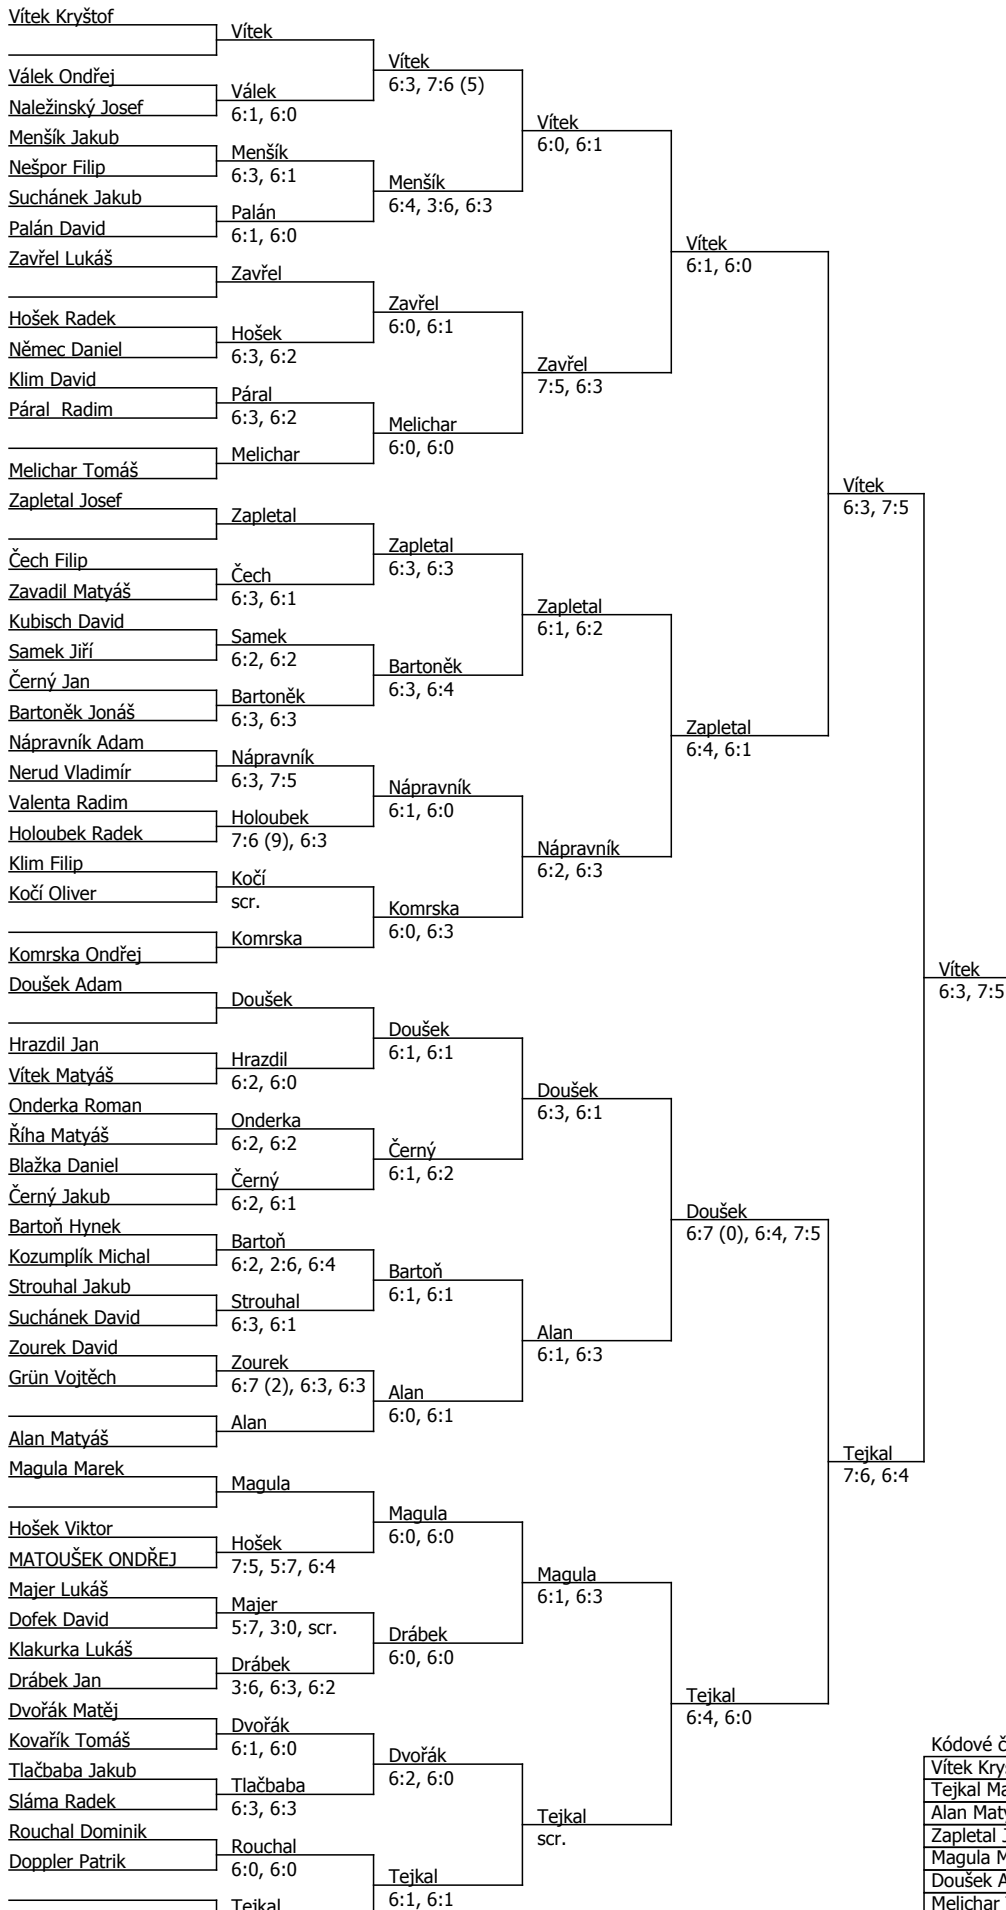 Vítek Kryštof
Válek Ondřej
Naležinský Josef
Menšík Jakub
Nešpor Filip
Suchánek Jakub
Palán David
Zavřel Lukáš
Hošek Radek
Němec Daniel
Klim David
Páral  Radim
Melichar Tomáš
Zapletal Josef
Čech Filip
Zavadil Matyáš
Kubisch David
Samek Jiří
Černý Jan
Bartoněk Jonáš
Nápravník Adam
Nerud Vladimír
Valenta Radim
Holoubek Radek
Klim Filip
Kočí Oliver
Komrska Ondřej
Doušek Adam
Hrazdil Jan
Vítek Matyáš
Onderka Roman
Říha Matyáš
Blažka Daniel
Černý Jakub
Bartoň Hynek
Kozumplík Michal
Strouhal Jakub
Suchánek David
Zourek David
Grün Vojtěch
Alan Matyáš
Magula Marek
Hošek Viktor
MATOUŠEK ONDŘEJ
Majer Lukáš
Dofek David
Klakurka Lukáš
Drábek Jan
Dvořák Matěj
Kovařík Tomáš
Tlačbaba Jakub
Sláma Radek
Rouchal Dominik
Doppler Patrik
Vítek
Válek
6:1, 6:0
Menšík
6:3, 6:1
Palán
6:1, 6:0
Zavřel
Hošek
6:3, 6:2
Páral
6:3, 6:2
Melichar
Zapletal
Čech
6:3, 6:1
Samek
6:2, 6:2
Bartoněk
6:3, 6:3
Nápravník
6:3, 7:5
Holoubek
7:6 (9), 6:3
Kočí
scr.
Komrska
Doušek
Hrazdil
6:2, 6:0
Onderka
6:2, 6:2
Černý
6:2, 6:1
Bartoň
6:2, 2:6, 6:4
Strouhal
6:3, 6:1
Zourek
6:7 (2), 6:3, 6:3
Alan
Magula
Hošek
7:5, 5:7, 6:4
Majer
5:7, 3:0, scr.
Drábek
3:6, 6:3, 6:2
Dvořák
6:1, 6:0
Tlačbaba
6:3, 6:3
Rouchal
6:0, 6:0
Tejkal
Vítek
6:3, 7:6 (5)
Menšík
6:4, 3:6, 6:3
Zavřel
6:0, 6:1
Melichar
6:0, 6:0
Zapletal
6:3, 6:3
Bartoněk
6:3, 6:4
Nápravník
6:1, 6:0
Komrska
6:0, 6:3
Doušek
6:1, 6:1
Černý
6:1, 6:2
Bartoň
6:1, 6:1
Alan
6:0, 6:1
Magula
6:0, 6:0
Drábek
6:0, 6:0
Dvořák
6:2, 6:0
Tejkal
6:1, 6:1
Vítek
6:0, 6:1
Zavřel
7:5, 6:3
Zapletal
6:1, 6:2
Nápravník
6:2, 6:3
Doušek
6:3, 6:1
Alan
6:1, 6:3
Magula
6:1, 6:3
Tejkal
scr.
Vítek
6:1, 6:0
Zapletal
6:4, 6:1
Doušek
6:7 (0), 6:4, 7:5
Tejkal
6:4, 6:0
Vítek
6:3, 7:5
Tejkal
7:6, 6:4
Vítek
6:3, 7:5
Kódové č
Vítek Kry
Tejkal Ma
Alan Maty
Zapletal
Magula M
Doušek A
Melichar